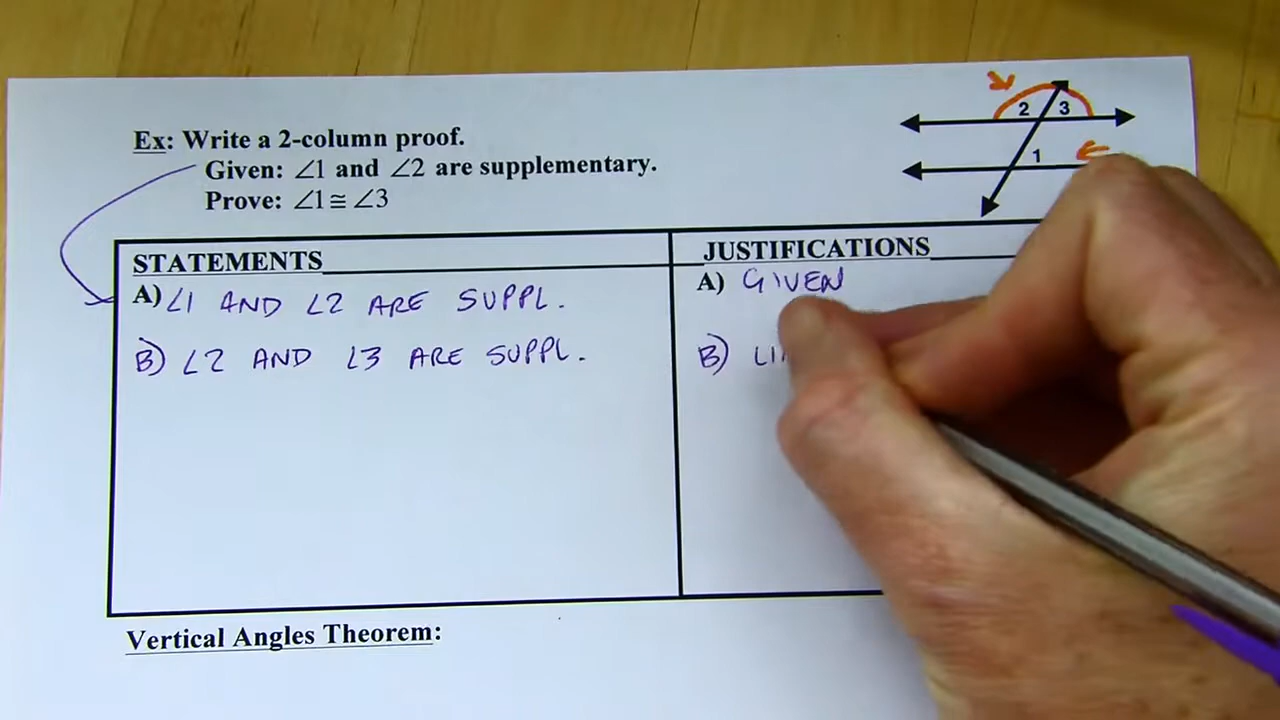 Ex: Write a 2-column proof.
Given: ∠1 and ∠2 are supplementary.
Prove: ∠1 ≅ ∠3
2 3
1
STATEMENTS JUSTIFICATIONS
A) ∠1 AND ∠2 ARE SUPPL. A) GIVEN
B) ∠2 AND ∠3 ARE SUPPL. B)
Vertical Angles Theorem: